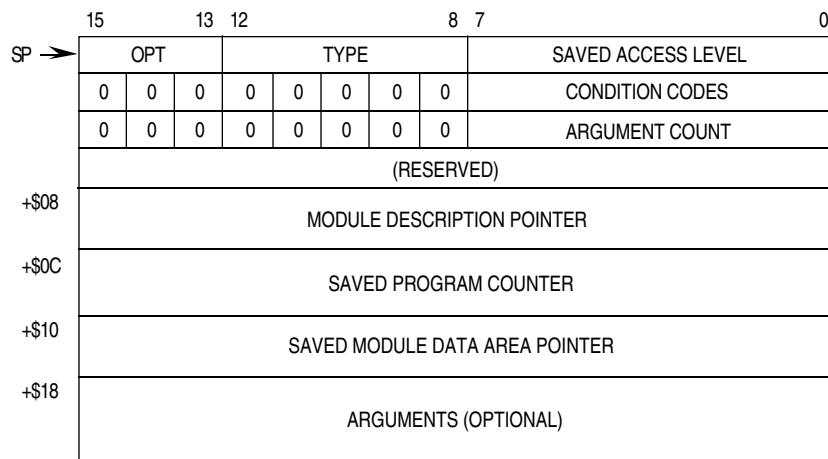 15 13 12 8 7 0
SP OPT TYPE SAVED ACCESS LEVEL
0 0 0 0 0 0 0 0 CONDITION CODES
0 0 0 0 0 0 0 0 ARGUMENT COUNT
(RESERVED)
+$08
MODULE DESCRIPTION POINTER
+$0C
SAVED PROGRAM COUNTER
+$10
SAVED MODULE DATA AREA POINTER
+$18
ARGUMENTS (OPTIONAL)